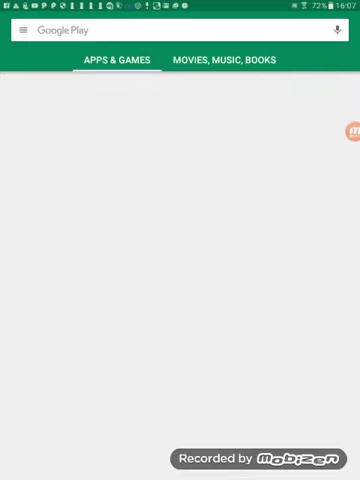 72% 16:07
Google Play
APPS & GAMES MOVIES, MUSIC, BOOKS
Recorded by mobizen